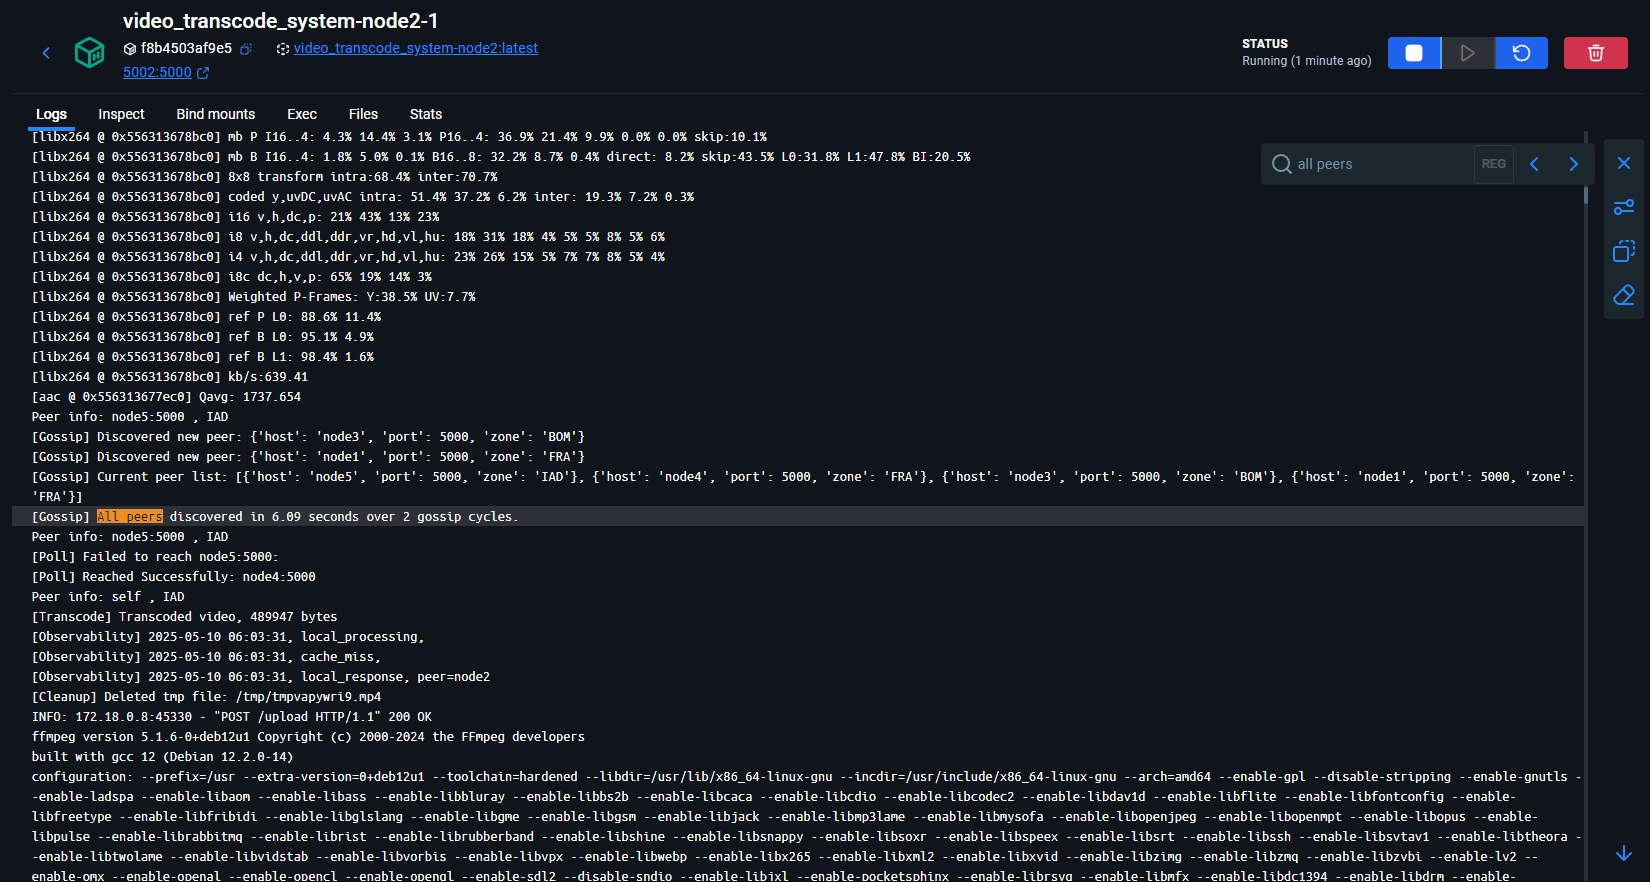 video_transcode_system-node2-1
f8b4503af9e5 video_transcode_system-node2:latest
5002:5000
STATUS
Running (1 minute ago)
Logs Inspect Bind mounts Exec Files Stats
all peers REG
[libx264 @ 0x556313678bc0] mb P I16..4: 4.3% 14.4% 3.1% P16..4: 36.9% 21.4% 9.9% 0.0% 0.0% skip:10.1%
[libx264 @ 0x556313678bc0] mb B I16..4: 1.8% 5.0% 0.1% B16..8: 32.2% 8.7% 0.4% direct: 8.2% skip:43.5% L0:31.8% L1:47.8% BI:20.5%
[libx264 @ 0x556313678bc0] 8x8 transform intra:68.4% inter:70.7%
[libx264 @ 0x556313678bc0] coded y,uvDC,uvAC intra: 51.4% 37.2% 6.2% inter: 19.3% 7.2% 0.3%
[libx264 @ 0x556313678bc0] i16 v,h,dc,p: 21% 43% 13% 23%
[libx264 @ 0x556313678bc0] i8 v,h,dc,ddl,ddr,vr,hd,vl,hu: 18% 31% 18% 4% 5% 5% 8% 5% 6%
[libx264 @ 0x556313678bc0] i4 v,h,dc,ddl,ddr,vr,hd,vl,hu: 23% 26% 15% 5% 7% 7% 8% 5% 4%
[libx264 @ 0x556313678bc0] i8c dc,h,v,p: 65% 19% 14% 3%
[libx264 @ 0x556313678bc0] Weighted P-Frames: Y:38.5% UV:7.7%
[libx264 @ 0x556313678bc0] ref P L0: 88.6% 11.4%
[libx264 @ 0x556313678bc0] ref B L0: 95.1% 4.9%
[libx264 @ 0x556313678bc0] ref B L1: 98.4% 1.6%
[libx264 @ 0x556313678bc0] kb/s:639.41
[aac @ 0x556313677ec0] Qavg: 1737.654
Peer info: node5:5000 , IAD
[Gossip] Discovered new peer: {'host': 'node3', 'port': 5000, 'zone': 'BOM'}
[Gossip] Discovered new peer: {'host': 'node1', 'port': 5000, 'zone': 'FRA'}
[Gossip] Current peer list: [{'host': 'node5', 'port': 5000, 'zone': 'IAD'}, {'host': 'node4', 'port': 5000, 'zone': 'FRA'}, {'host': 'node3', 'port': 5000, 'zone': 'BOM'}, {'host': 'node1', 'port': 5000, 'zone':
'FRA'}]
[Gossip] All peers discovered in 6.09 seconds over 2 gossip cycles.
Peer info: node5:5000 , IAD
[Poll] Failed to reach node5:5000:
[Poll] Reached Successfully: node4:5000
Peer info: self , IAD
[Transcode] Transcoded video, 489947 bytes
[Observability] 2025-05-10 06:03:31, local_processing,
[Observability] 2025-05-10 06:03:31, cache_miss,
[Observability] 2025-05-10 06:03:31, local_response, peer=node2
[Cleanup] Deleted tmp file: /tmp/tmpvapywri9.mp4
INFO: 172.18.0.8:45330 - "POST /upload HTTP/1.1" 200 OK
ffmpeg version 5.1.6-0+deb12u1 Copyright (c) 2000-2024 the FFmpeg developers
built with gcc 12 (Debian 12.2.0-14)
configuration: --prefix=/usr --extra-version=0+deb12u1 --toolchain=hardened --libdir=/usr/lib/x86_64-linux-gnu --incdir=/usr/include/x86_64-linux-gnu --arch=amd64 --enable-gpl --disable-stripping --enable-gnutls -
-enable-ladspa --enable-libaom --enable-libass --enable-libbluray --enable-libbs2b --enable-libcaca --enable-libcdio --enable-libcodec2 --enable-libdav1d --enable-libflite --enable-libfontconfig --enable-
libfreetype --enable-libfribidi --enable-libglslang --enable-libgme --enable-libgsm --enable-libjack --enable-libmp3lame --enable-libmysofa --enable-libopenjpeg --enable-libopenmpt --enable-libopus --enable-
libpulse --enable-librabbitmq --enable-librist --enable-librubberband --enable-libshine --enable-libsnappy --enable-libsoxr --enable-libspeex --enable-libsrt --enable-libssh --enable-libsvtav1 --enable-libtheora -
-enable-libtwolame --enable-libvidstab --enable-libvorbis --enable-libvpx --enable-libwebp --enable-libx265 --enable-libxml2 --enable-libxvid --enable-libzimg --enable-libzmq --enable-libzvbi --enable-lv2 --
enable-omx --enable-openal --enable-opencl --enable-opengl --enable-sdl2 --disable-sndio --enable-libjxl --enable-pocketsphinx --enable-librsvg --enable-libmfx --enable-libdc1394 --enable-libdrm --enable-